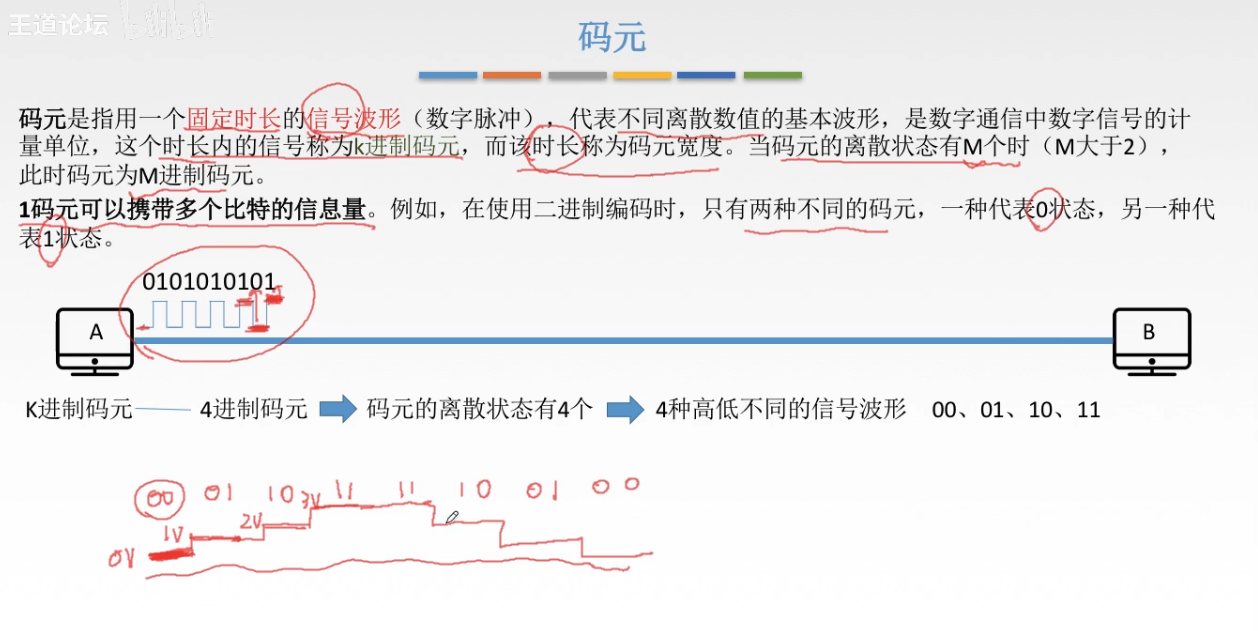 王道论坛 bilibili
码元
码元是指用一个固定时长的信号波形（数字脉冲），代表不同离散数值的基本波形，是数字通信中数字信号的计
量单位，这个时长内的信号称为k进制码元，而该时长称为码元宽度。当码元的离散状态有M个时（M大于2），
此时码元为M进制码元。
1码元可以携带多个比特的信息量。例如，在使用二进制编码时，只有两种不同的码元，一种代表0状态，另一种代
表1状态。
0101010101
A
B
K进制码元 4进制码元 码元的离散状态有4个 4种高低不同的信号波形 00、01、10、11
00 01 10 11 11 10 01 00
0V 1V 2V 3V